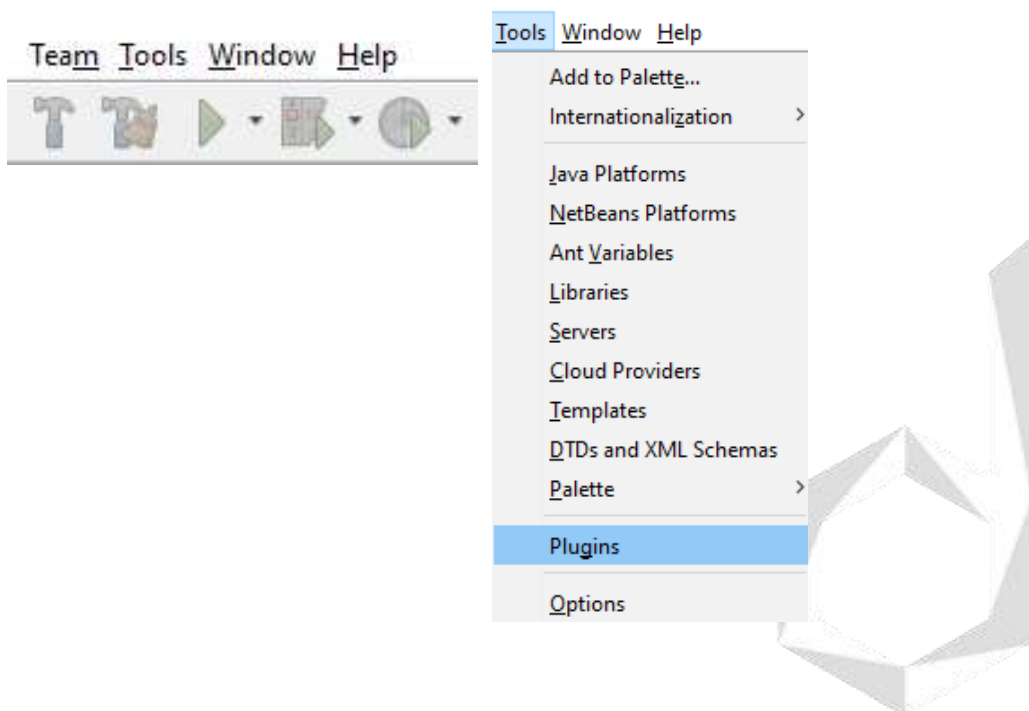 Team Tools Window Help
Tools Window Help
Add to Palette...
Internationalization
Java Platforms
NetBeans Platforms
Ant Variables
Libraries
Servers
Cloud Providers
Templates
DTDs and XML Schemas
Palette
Plugins
Options